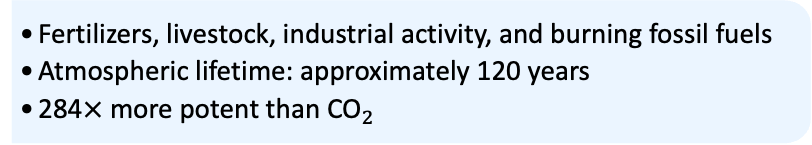 • Fertilizers, livestock, industrial activity, and burning fossil fuels
• Atmospheric lifetime: approximately 120 years
• 284× more potent than CO₂